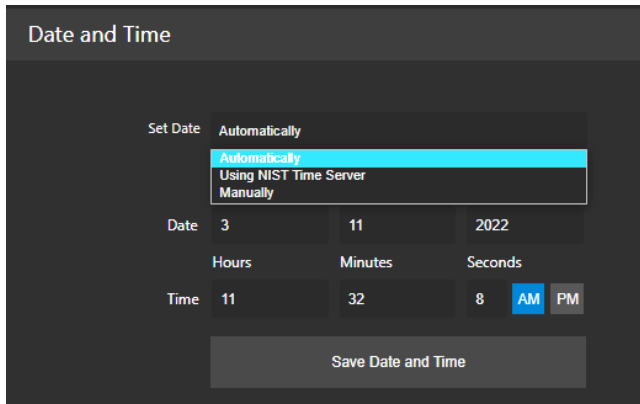 Date and Time
Set Date Automatically
Automatically
Using NIST Time Server
Manually
Date 3 11 2022
Hours Minutes Seconds
Time 11 32 8 AM PM
Save Date and Time